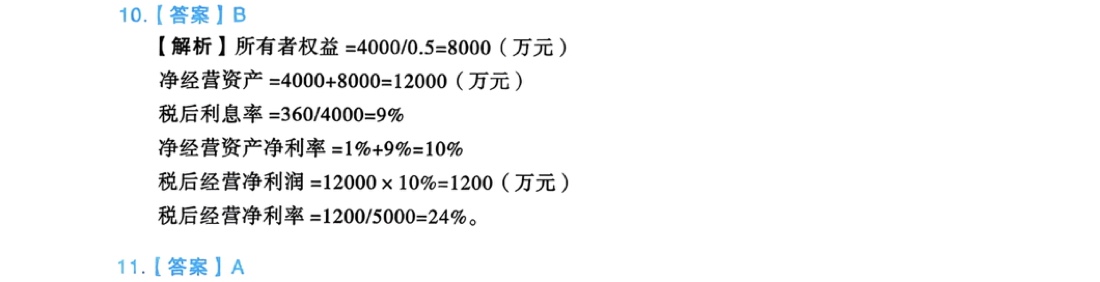 10.【答案】B
【解析】所有者权益=4000/0.5=8000（万元）
净经营资产=4000+8000=12000（万元）
税后利息率=360/4000=9%
净经营资产净利率=1%+9%=10%
税后经营净利润=12000×10%=1200（万元）
税后经营净利率=1200/5000=24%。
11.【答案】A